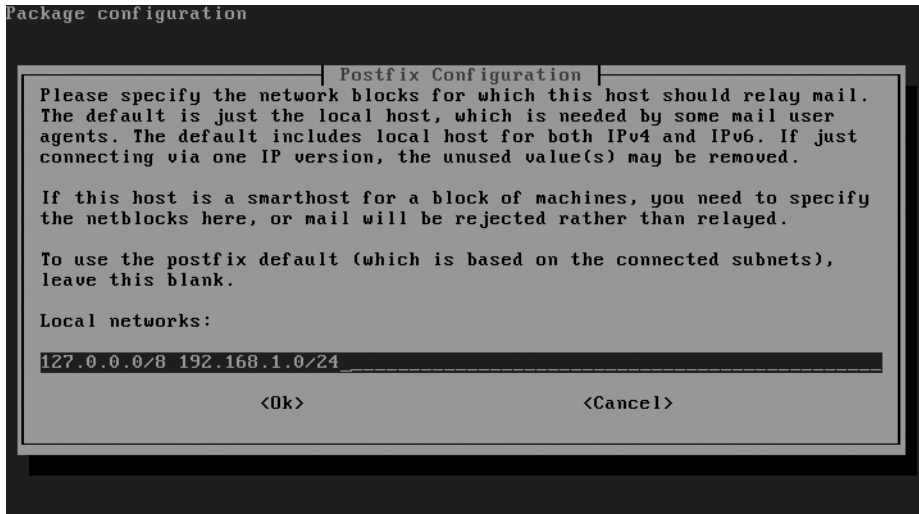 Package configuration
Postfix Configuration
Please specify the network blocks for which this host should relay mail.
The default is just the local host, which is needed by some mail user
agents. The default includes local host for both IPv4 and IPv6. If just
connecting via one IP version, the unused value(s) may be removed.
If this host is a smarthost for a block of machines, you need to specify
the netblocks here, or mail will be rejected rather than relayed.
To use the postfix default (which is based on the connected subnets),
leave this blank.
Local networks:
127.0.0.0/8 192.168.1.0/24
<Ok> <Cancel>